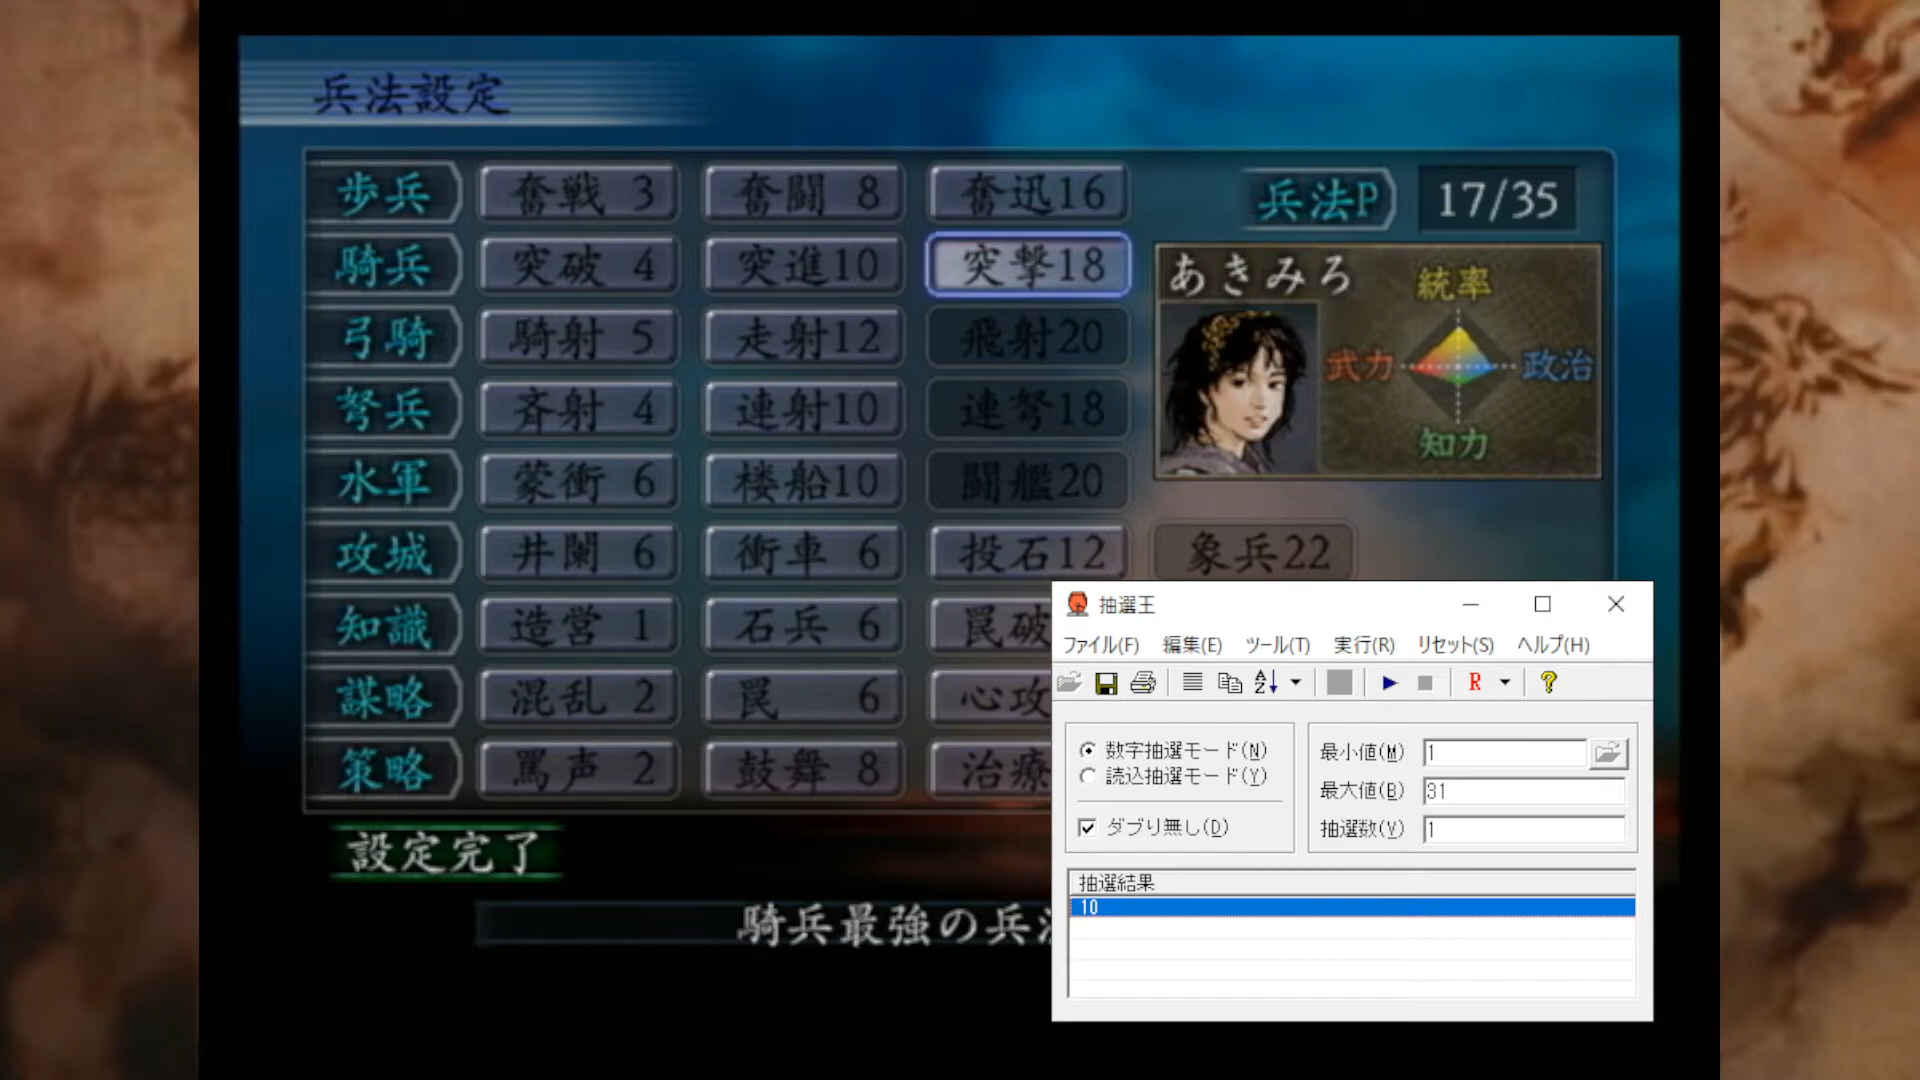 兵法設定
歩兵 奮戦 3 奮闘 8 奮迅16 兵法P 17/35
騎兵 突破 4 突進10 突撃18
あきみろ
統率
武力 政治
知力
弓騎 騎射 5 走射12 飛射20
弩兵 斉射 4 連射10 連弩18
水軍 蒙衝 6 楼船10 闘艦20
攻城 井闌 6 衝車 6 投石12 象兵22
知識 造営 1 石兵 6 罠破
謀略 混乱 2 罠 6 心攻
策略 罵声 2 鼓舞 8 治療
設定完了
騎兵最強の兵法
抽選王
ファイル(F) 編集(E) ツール(T) 実行(R) リセット(S) ヘルプ(H)
数字抽選モード(N)
読込抽選モード(Y)
ダブり無し(D)
最小値(M) 1
最大値(B) 31
抽選数(V) 1
抽選結果
10